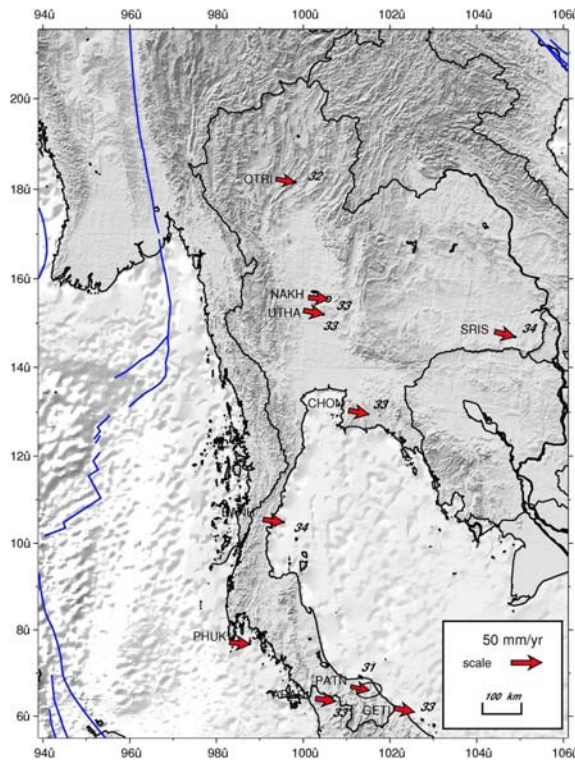 94û 96û 98û 100û 102û 104û 106û
20û
18û
16û
14û
12û
10û
8û
6û
OTRI 32
NAKH 33
UTHA 33
SRIS 34
CHON 33
34
PHUK
PATN 31
33
GETI 33
50 mm/yr
scale
100 km
94û 96û 98û 100û 102û 104û 106û